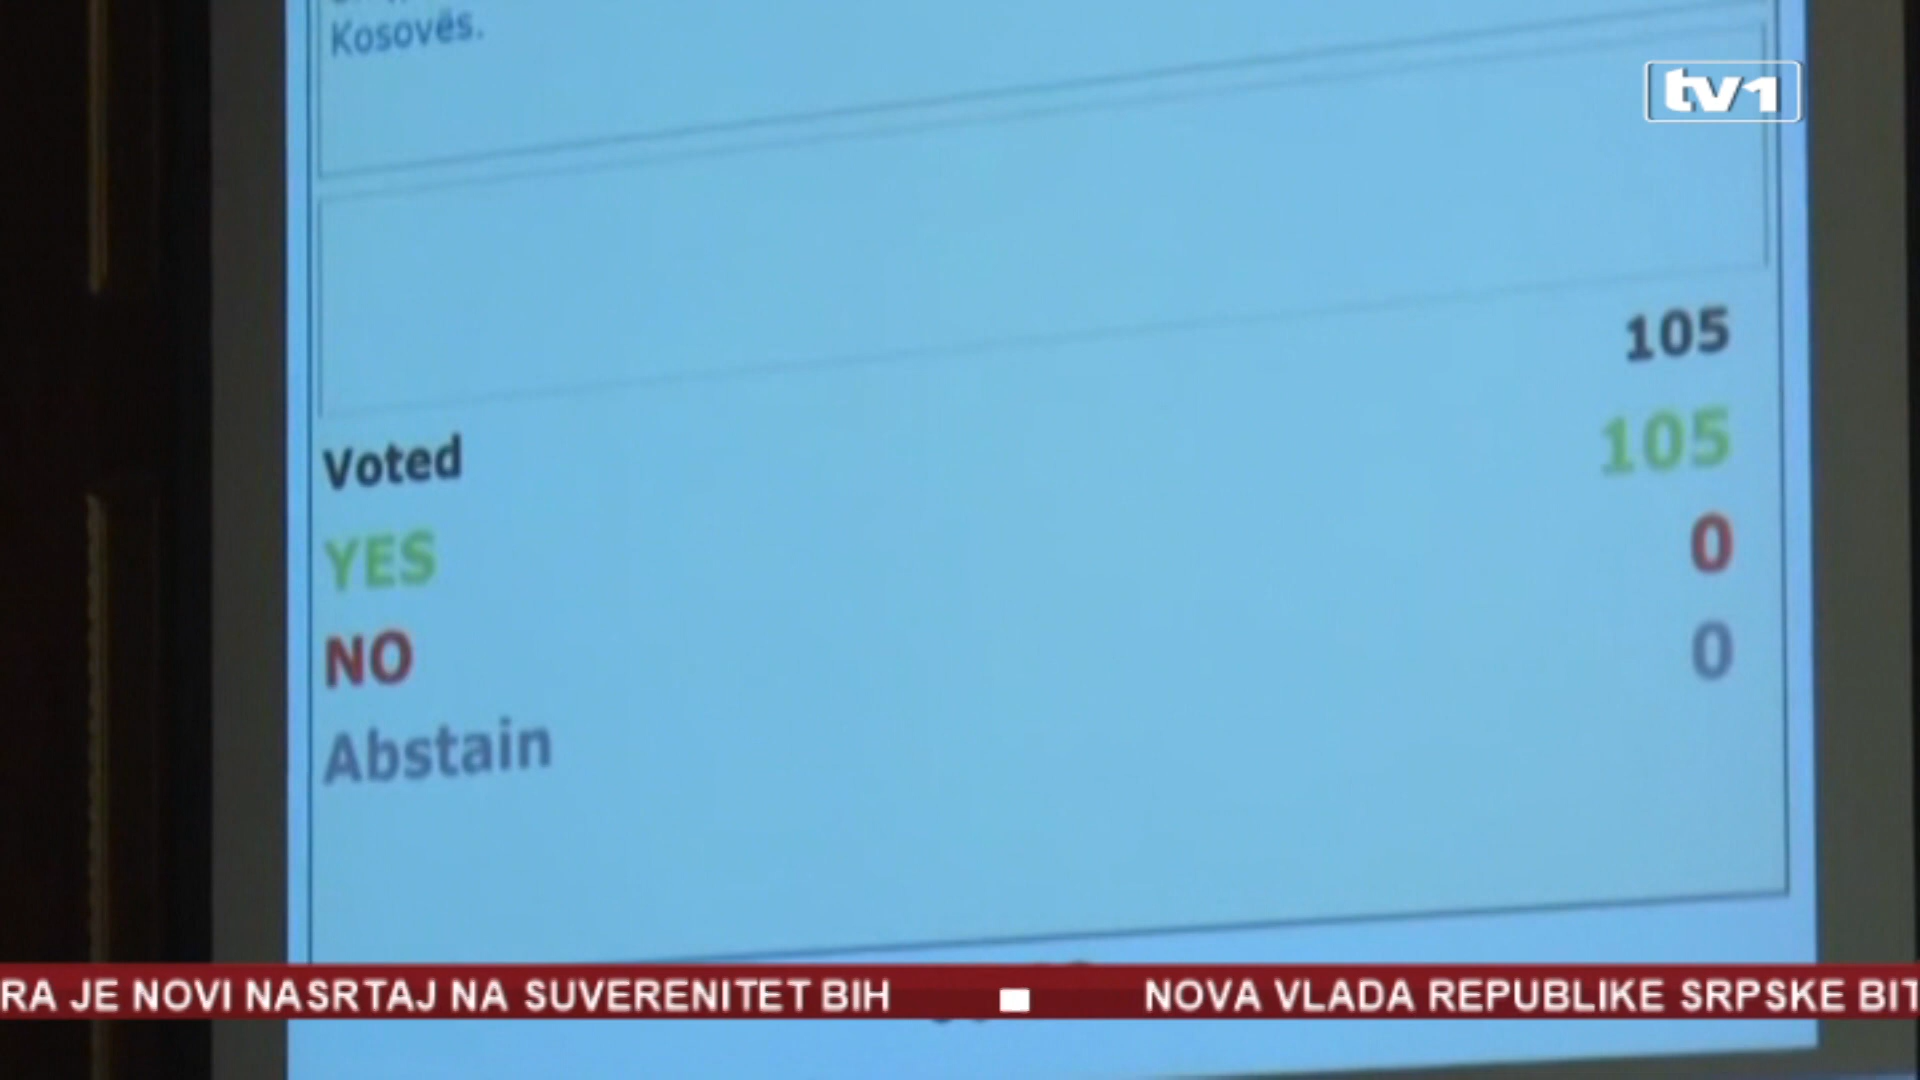 Kosovës.
tv1
105
Voted 105
YES 0
NO 0
Abstain
RA JE NOVI NASRTAJ NA SUVERENITET BIH ■ NOVA VLADA REPUBLIKE SRPSKE BIT